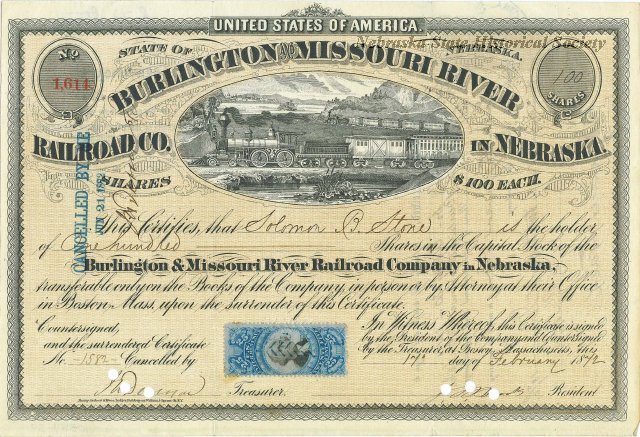 UNITED STATES OF AMERICA.
Nebraska State Historical Society
No
1,614
STATE OF NEBRASKA.
100
SHARES
BURLINGTON AND MISSOURI RIVER
RAILROAD CO. IN NEBRASKA.
SHARES $100 EACH.
CANCELLED BY THE
This Certifies, that Solomon B. Stone is the holder
of One hundred Shares in the Capital Stock of the
Burlington & Missouri River Railroad Company in Nebraska,
transferable only on the Books of the Company, in person or by Attorney at their Office
in Boston Mass, upon the surrender of this Certificate.
Countersigned,
and the surrendered Certificate
No. 1582 Cancelled by
Treasurer.
In Witness Whereof, this Certificate is signed
by the President of the Company and Countersigned
by the Treasurer, at Boston, Massachusetts, this
day of February 1872
President